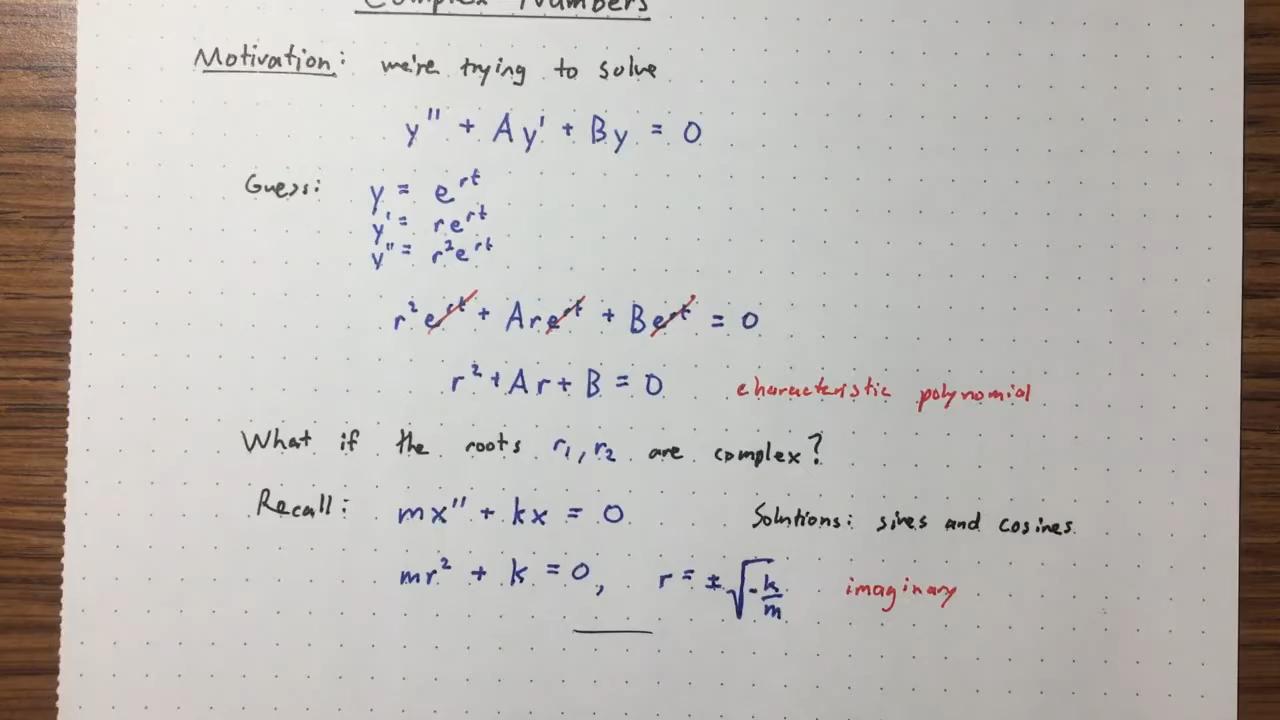 Complex Numbers
Motivation: we're trying to solve
y'' + Ay' + By = 0
Guess: y = e^{rt}
y' = re^{rt}
y'' = r²e^{rt}
r²e^{rt} + Are^{rt} + Be^{rt} = 0
r² + Ar + B = 0 characteristic polynomial
What if the roots r₁, r₂ are complex?
Recall: mx'' + kx = 0 Solutions: sines and cosines.
mr² + k = 0, r = ±√(-k/m) imaginary